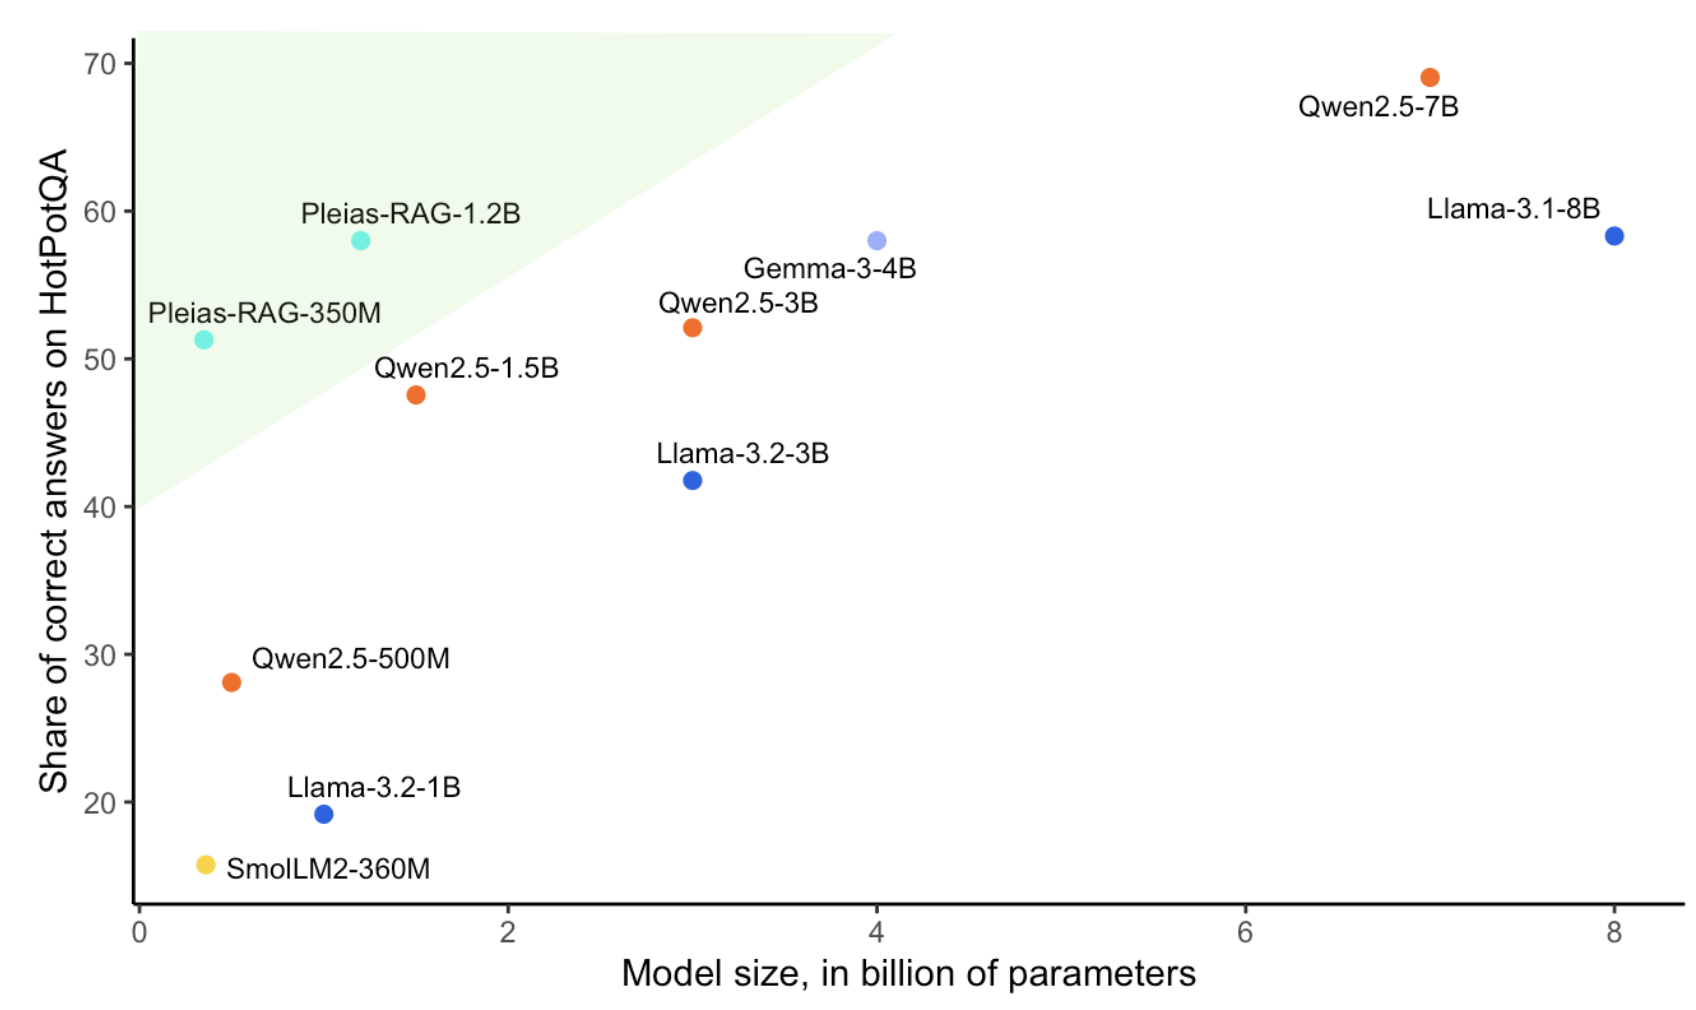 70
Qwen2.5-7B
Pleias-RAG-1.2B
60
Llama-3.1-8B
Gemma-3-4B
Qwen2.5-3B
Pleias-RAG-350M
50
Qwen2.5-1.5B
Llama-3.2-3B
40
Share of correct answers on HotPotQA
30
Qwen2.5-500M
Llama-3.2-1B
20
SmolLM2-360M
0 2 4 6 8
Model size, in billion of parameters